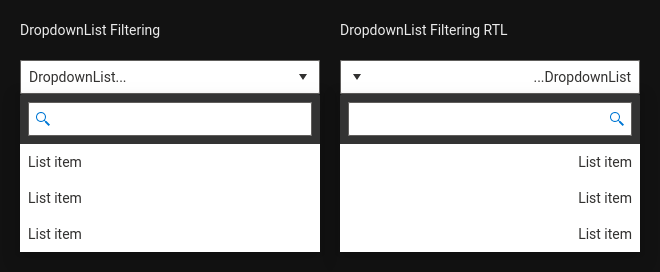 DropdownList Filtering
DropdownList...
List item
List item
List item
DropdownList Filtering RTL
...DropdownList
List item
List item
List item